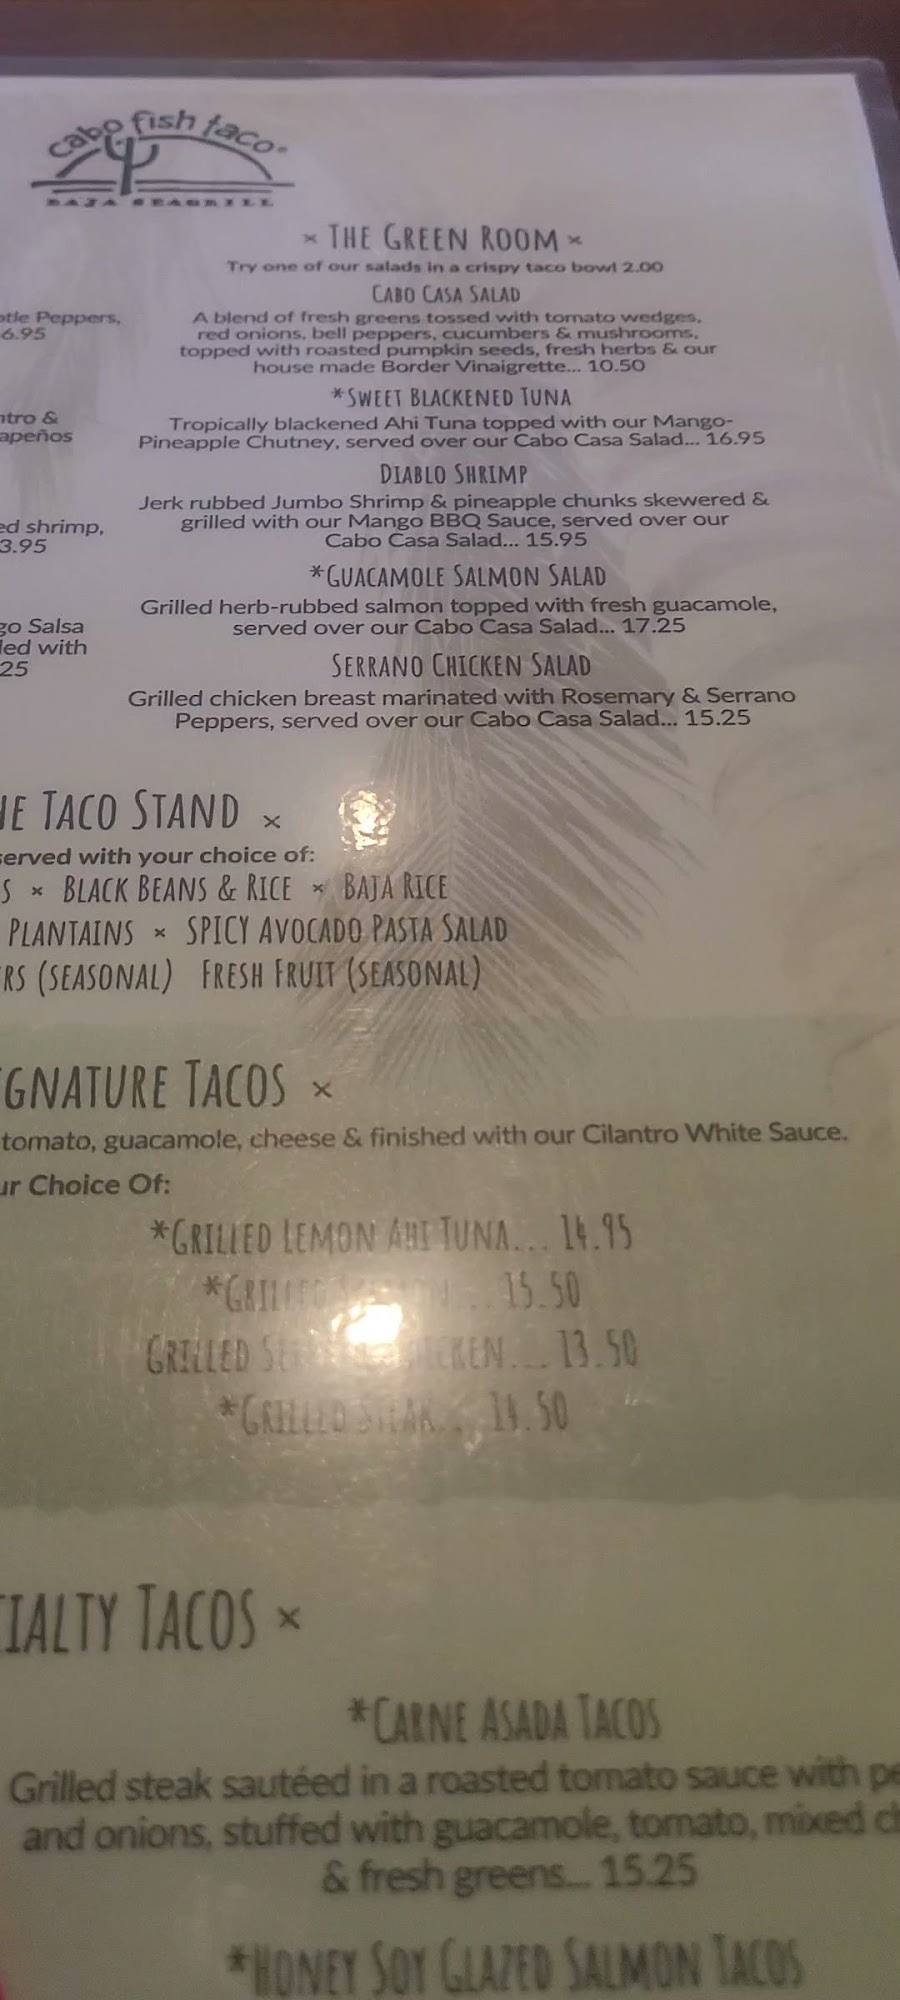 cabo fish taco
BAJA SEAGRILL
× THE GREEN ROOM ×
Try one of our salads in a crispy taco bowl 2.00
CABO CASA SALAD
A blend of fresh greens tossed with tomato wedges,
red onions, bell peppers, cucumbers & mushrooms,
topped with roasted pumpkin seeds, fresh herbs & our
house made Border Vinaigrette... 10.50
*SWEET BLACKENED TUNA
Tropically blackened Ahi Tuna topped with our Mango-
Pineapple Chutney, served over our Cabo Casa Salad... 16.95
DIABLO SHRIMP
Jerk rubbed Jumbo Shrimp & pineapple chunks skewered &
grilled with our Mango BBQ Sauce, served over our
Cabo Casa Salad... 15.95
*GUACAMOLE SALMON SALAD
Grilled herb-rubbed salmon topped with fresh guacamole,
served over our Cabo Casa Salad... 17.25
SERRANO CHICKEN SALAD
Grilled chicken breast marinated with Rosemary & Serrano
Peppers, served over our Cabo Casa Salad... 15.25
Peppers,
6.95
&
shrimp,
3.95
Salsa
with
25
TACO STAND ×
served with your choice of:
S × BLACK BEANS & RICE × BAJA RICE
PLANTAINS × SPICY AVOCADO PASTA SALAD
RS (SEASONAL) FRESH FRUIT (SEASONAL)
GNATURE TACOS ×
tomato, guacamole, cheese & finished with our Cilantro White Sauce.
ur Choice Of:
*GRILLED LEMON AHI TUNA... 14.95
... 15.50
GRILLED CHICKEN... 13.50
*GRILLED STEAK... 14.50
IALTY TACOS ×
*CARNE ASADA TACOS
Grilled steak sautéed in a roasted tomato sauce with pe
and onions, stuffed with guacamole, tomato, mixed ch
& fresh greens... 15.25
*HONEY SOY GLAZED SALMON TACOS